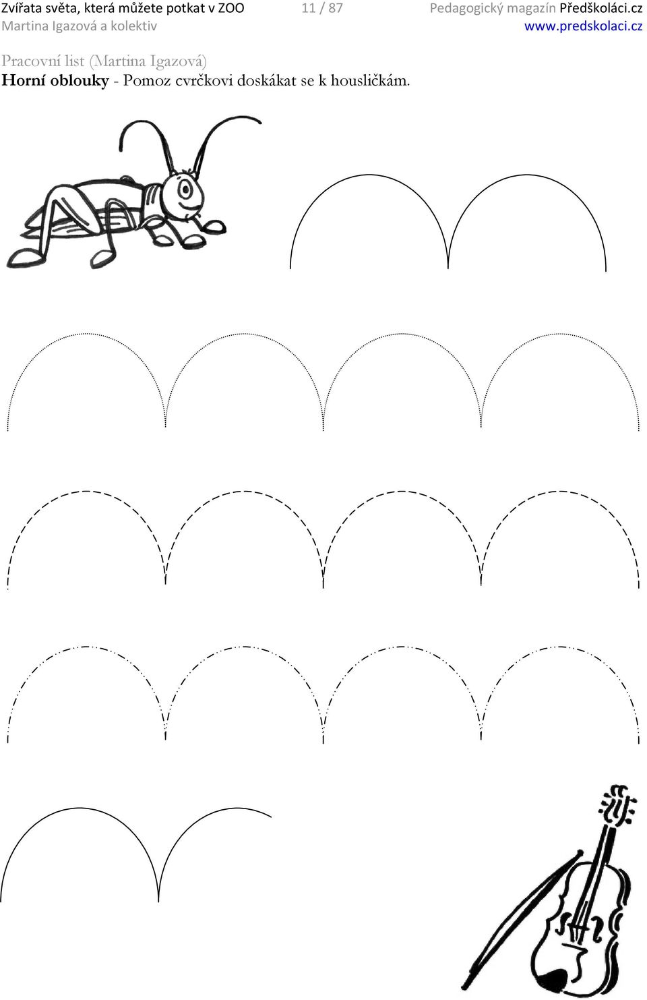 Zvířata světa, která můžete potkat v ZOO 11 / 87 Pedagogický magazín Předškoláci.cz
Martina Igazová a kolektiv www.predskolaci.cz
Pracovní list (Martina Igazová)
Horní oblouky - Pomoz cvrčkovi doskákat se k housličkám.